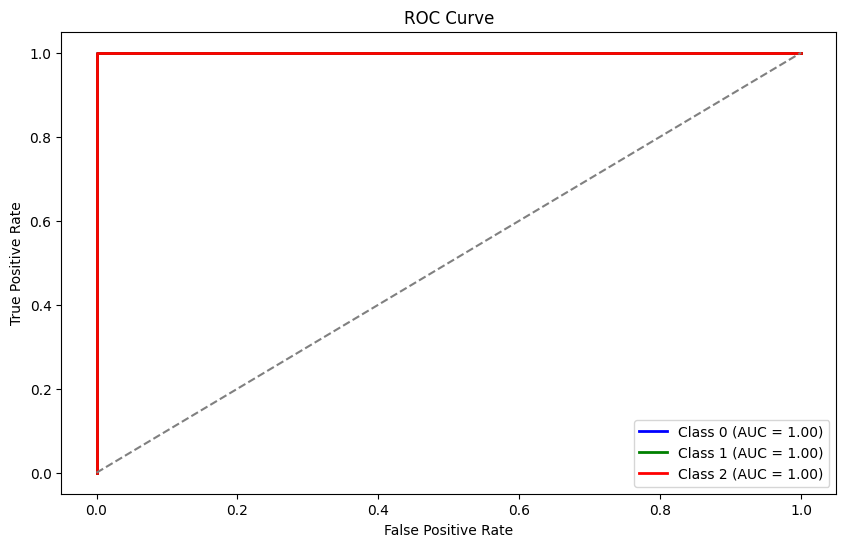 ROC Curve
True Positive Rate
1.0
0.8
0.6
0.4
0.2
0.0
Class 0 (AUC = 1.00)
Class 1 (AUC = 1.00)
Class 2 (AUC = 1.00)
0.0 0.2 0.4 0.6 0.8 1.0
False Positive Rate